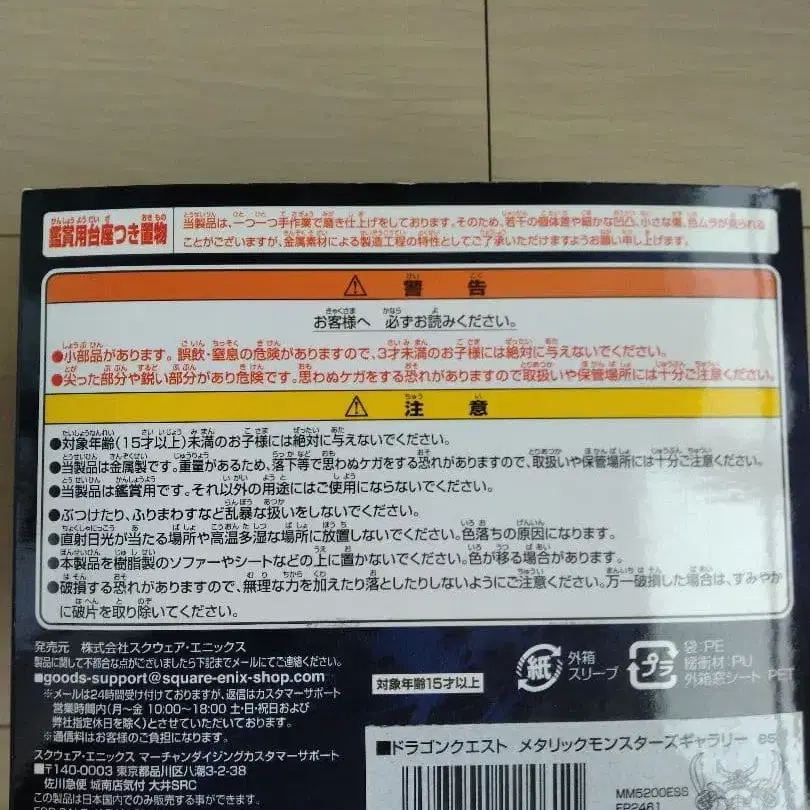 鑑賞用台座つき置物
当製品は、一つ一つ手作業で磨き仕上げをしております。そのため、若干の個体差や細かな凹凸、小さな傷、色ムラが見られる
ことがございますが、金属素材による製造工程の特性としてご了承いただけますようお願い申し上げます。
⚠ 警告
お客様へ 必ずお読みください。
●小部品があります。誤飲・窒息の危険がありますので、3才未満のお子様には絶対に与えないでください。
●尖った部分や鋭い部分があり危険です。思わぬケガをする恐れがありますので取扱いや保管場所には十分ご注意ください。
⚠ 注意
●対象年齢(15才以上)未満のお子様には絶対に与えないでください。
●当製品は金属製です。重量があるため、落下等で思わぬケガをする恐れがありますので、取扱いや保管場所には十分ご注意ください。
●当製品は鑑賞用です。それ以外の用途にはご使用にならないでください。
●ぶつけたり、ふりまわすなど乱暴な扱いをしないでください。
●直射日光が当たる場所や高温多湿な場所に放置しないでください。色落ちの原因になります。
●本製品を樹脂製のソファーやシートなどの上に置かないでください。色が移る場合があります。
●破損する恐れがありますので、無理な力を加えたり落としたりしないようにご注意ください。万一破損した場合は、すみやか
に破片を取り除いてください。
発売元 株式会社スクウェア・エニックス
製品に関して不都合な点がございましたら下記までメールにてご連絡ください。
■goods-support@square-enix-shop.com
※メールは24時間受け付けておりますが、返信はカスタマーサポート
営業時間内(月～金 10:00～18:00 土・日・祝日および
弊社指定休日を除く)とさせていただいております。
※通信料はお客様のご負担になります。
スクウェア・エニックス マーチャンダイジングカスタマーサポート
■〒140-0003 東京都品川区八潮3-2-38
佐川急便 城南店気付 大井SRC
この製品は日本国内でのみ販売する事ができます。
対象年齢15才以上
紙
外箱
スリーブ
プラ
袋:PE
緩衝材:PU
外箱窓シート:PET
■ドラゴンクエスト メタリックモンスターズギャラリー
MM5200ESS